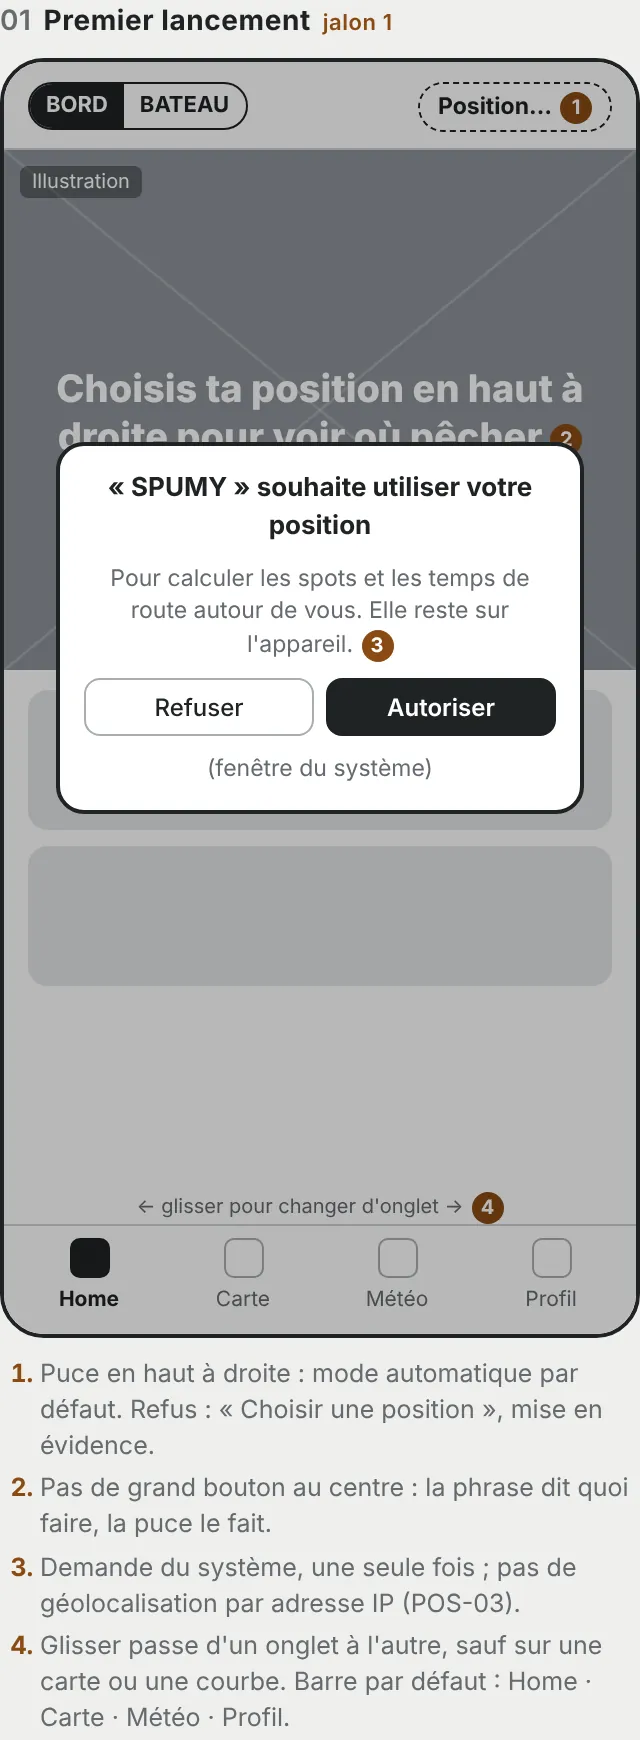 01 Premier lancement jalon 1
BORD BATEAU Position... 1
Illustration
Choisis ta position en haut à
droite pour voir où pêcher 2
« SPUMY » souhaite utiliser votre
position
Pour calculer les spots et les temps de
route autour de vous. Elle reste sur
l'appareil. 3
Refuser Autoriser
(fenêtre du système)
← glisser pour changer d'onglet → 4
Home Carte Météo Profil
1. Puce en haut à droite : mode automatique par
défaut. Refus : « Choisir une position », mise en
évidence.
2. Pas de grand bouton au centre : la phrase dit quoi
faire, la puce le fait.
3. Demande du système, une seule fois ; pas de
géolocalisation par adresse IP (POS-03).
4. Glisser passe d'un onglet à l'autre, sauf sur une
carte ou une courbe. Barre par défaut : Home ·
Carte · Météo · Profil.